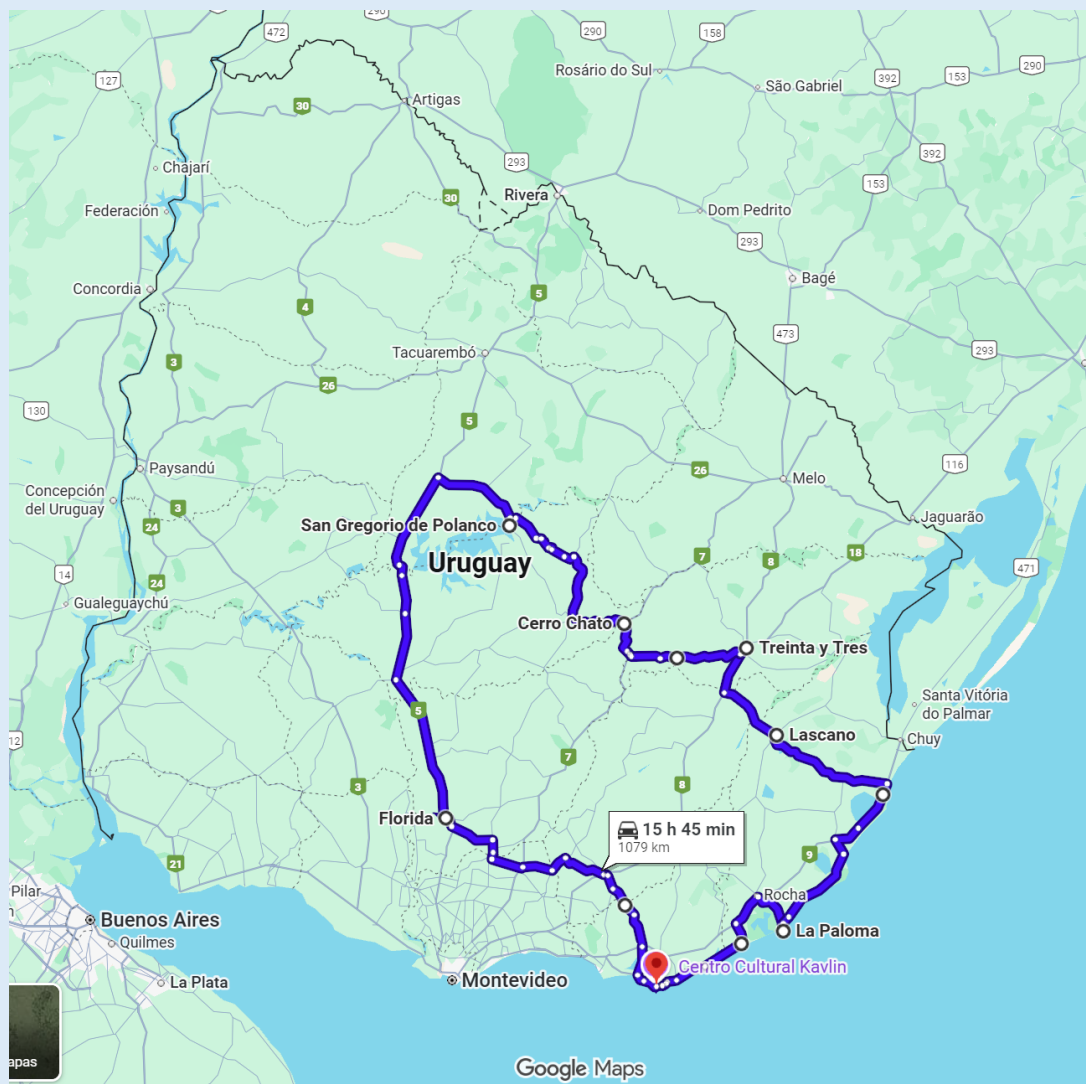 290
472
290
158
Rosário do Sul
290
153
392
São Gabriel
127
30
Artigas
293
392
Chajarí
153
30
Rivera
Federación
Dom Pedrito
293
Concordia
Bagé
5
4
473
Tacuarembó
293
3
26
130
5
116
Paysandú
26
Melo
Concepción
del Uruguay
3
24
San Gregorio de Polanco
Jaguarão
Uruguay
7
8
18
14
24
471
Gualeguaychú
Cerro Chato
Treinta y Tres
Santa Vitória
do Palmar
5
12
Lascano
Chuy
7
3
8
Florida
15 h 45 min
1079 km
9
21
Pilar
Rocha
Buenos Aires
La Paloma
Quilmes
Centro Cultural Kavlin
La Plata
Montevideo
apas
Google Maps